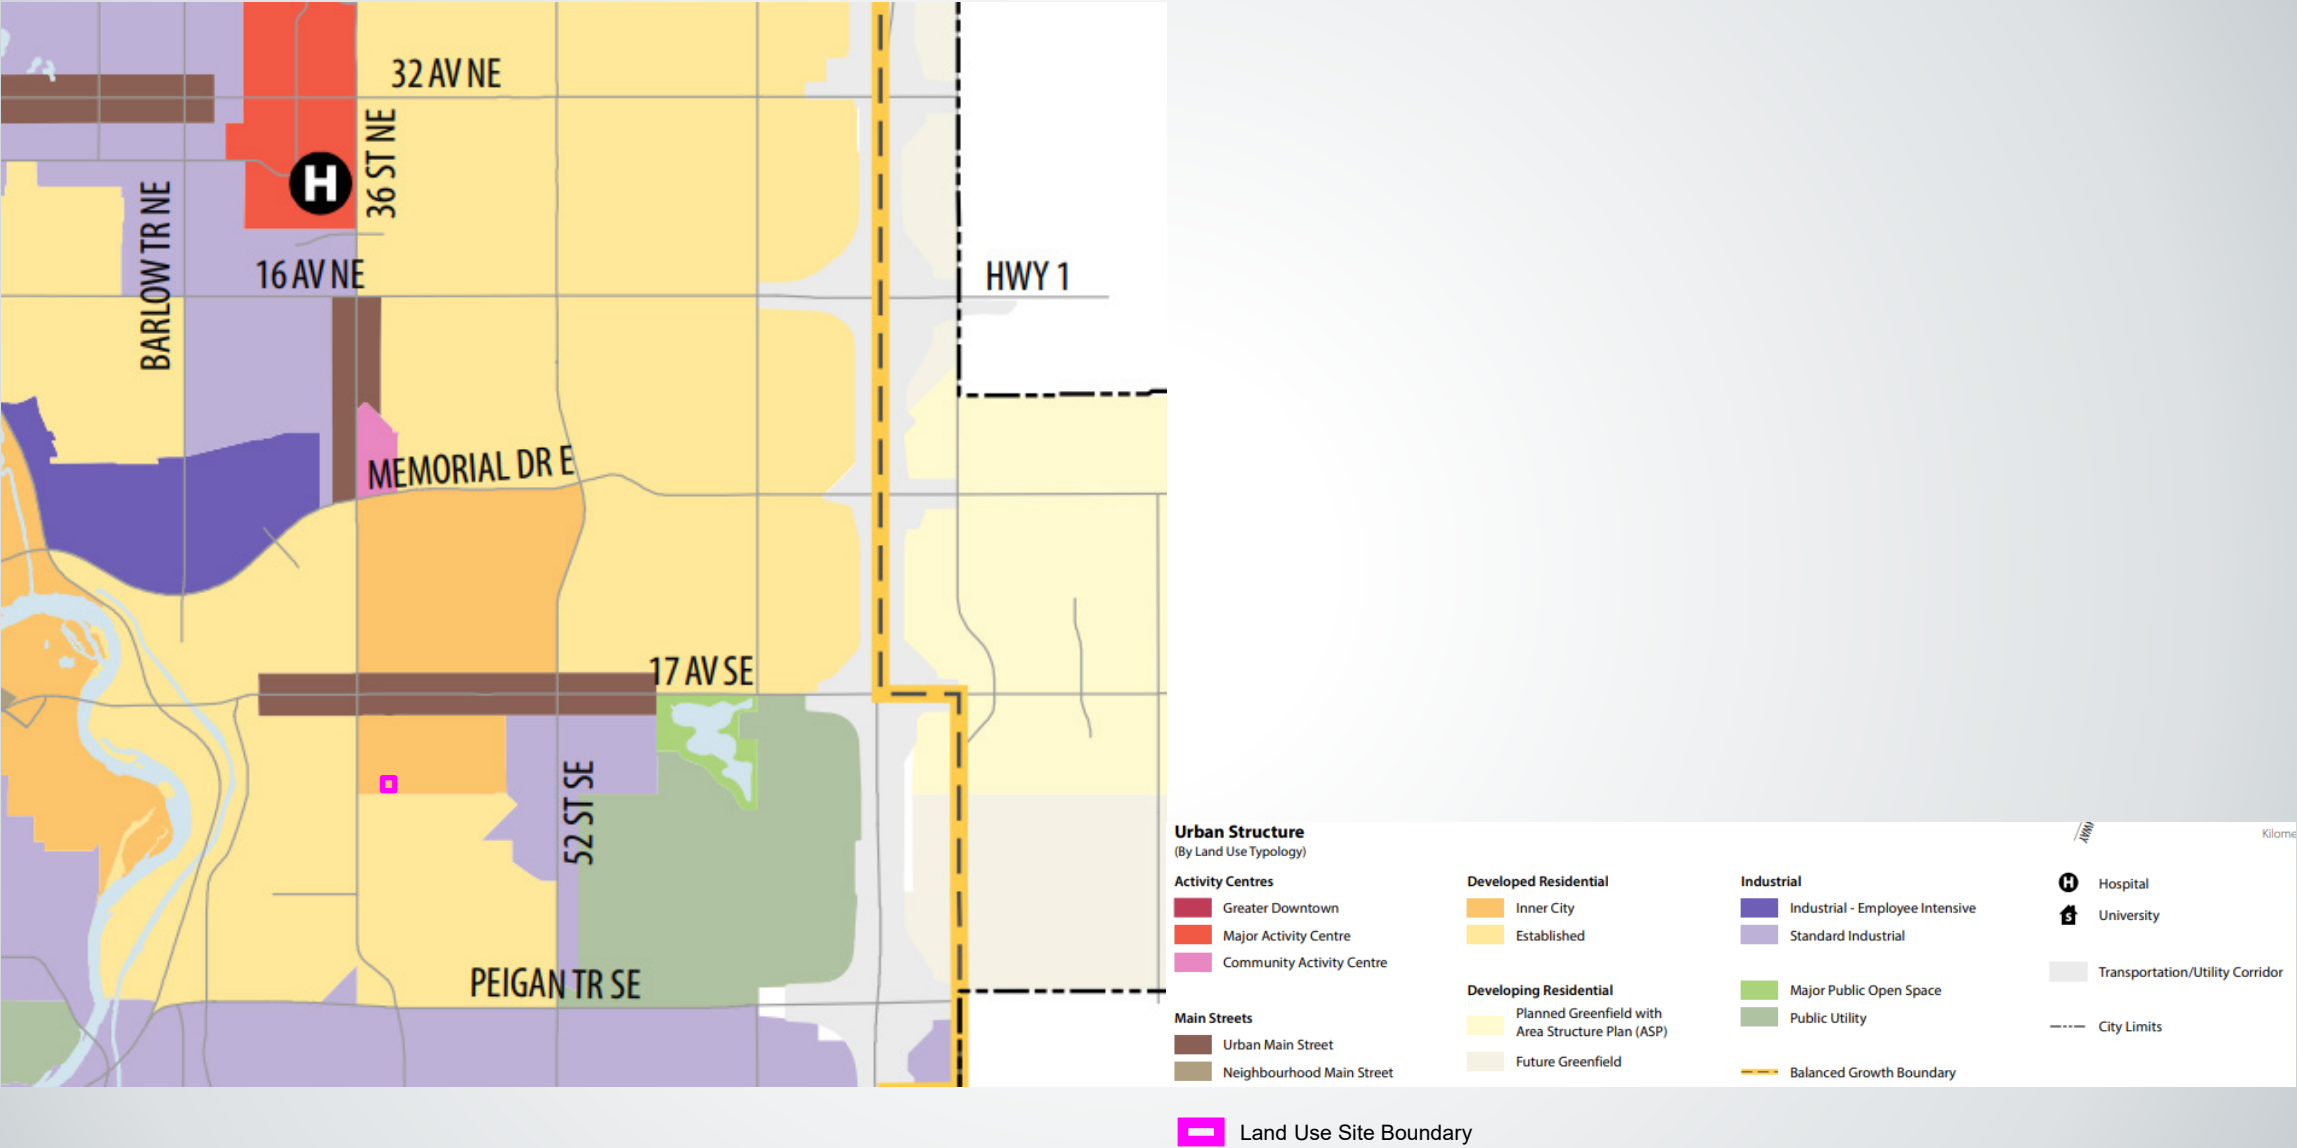 32 AV NE
36 ST NE
H
BARLOW TR NE
16 AV NE
HWY 1
MEMORIAL DR E
17 AV SE
52 ST SE
PEIGAN TR SE
Urban Structure
(By Land Use Typology)
Activity Centres
Greater Downtown
Major Activity Centre
Community Activity Centre
Main Streets
Urban Main Street
Neighbourhood Main Street
Developed Residential
Inner City
Established
Developing Residential
Planned Greenfield with
Area Structure Plan (ASP)
Future Greenfield
Industrial
Industrial - Employee Intensive
Standard Industrial
Major Public Open Space
Public Utility
Balanced Growth Boundary
Kilome
H Hospital
S University
Transportation/Utility Corridor
City Limits
Land Use Site Boundary